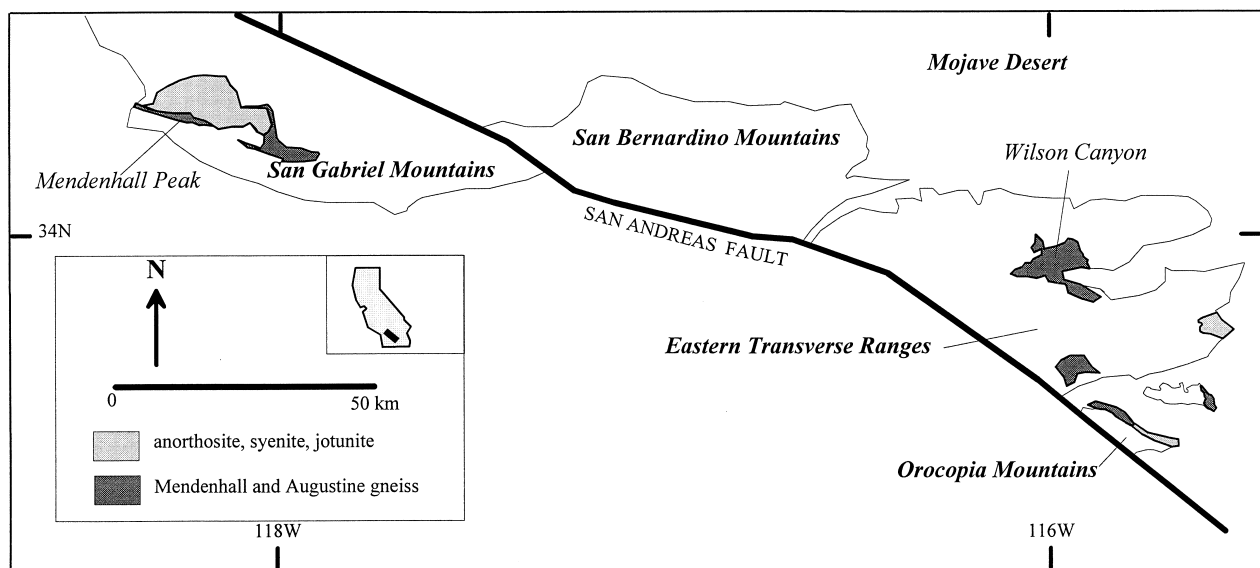 Mojave Desert
San Bernardino Mountains
Wilson Canyon
San Gabriel Mountains
Mendenhall Peak
SAN ANDREAS FAULT
34N
N
Eastern Transverse Ranges
0
50 km
anorthosite, syenite, jotunite
Orocopia Mountains
Mendenhall and Augustine gneiss
118W
116W